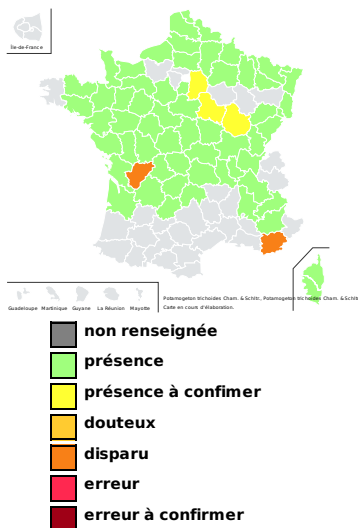 Île-de-France
Guadeloupe Martinique Guyane La Réunion Mayotte
Potamogeton trichoides Cham. & Schltr., Potamogeton trichoides Cham. & Schltr
Carte en cours d'élaboration.
non renseignée
présence
présence à confimer
douteux
disparu
erreur
erreur à confirmer